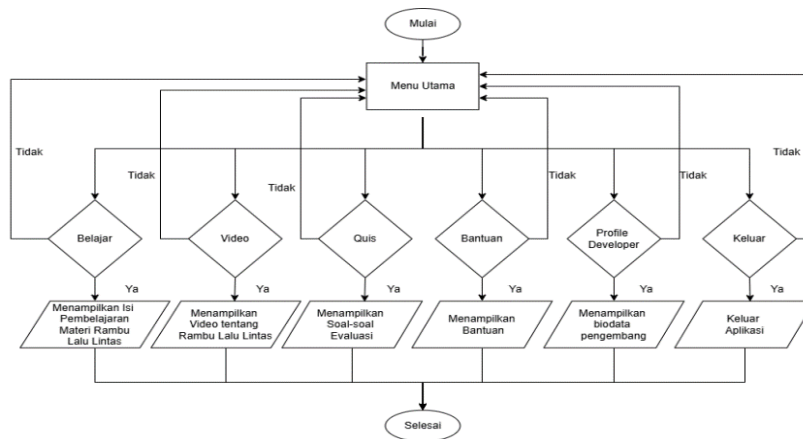 Mulai
Menu Utama
Tidak
Tidak
Tidak
Tidak
Tidak
Tidak
Belajar
Video
Quis
Bantuan
Profile
Developer
Keluar
Ya
Ya
Ya
Ya
Ya
Ya
Menampilkan Isi
Pembelajaran
Materi Rambu
Lalu Lintas
Menampilkan
Video tentang
Rambu Lalu Lintas
Menampilkan
Soal-soal
Evaluasi
Menampilkan
Bantuan
Menampilkan
biodata
pengembang
Keluar
Aplikasi
Selesai